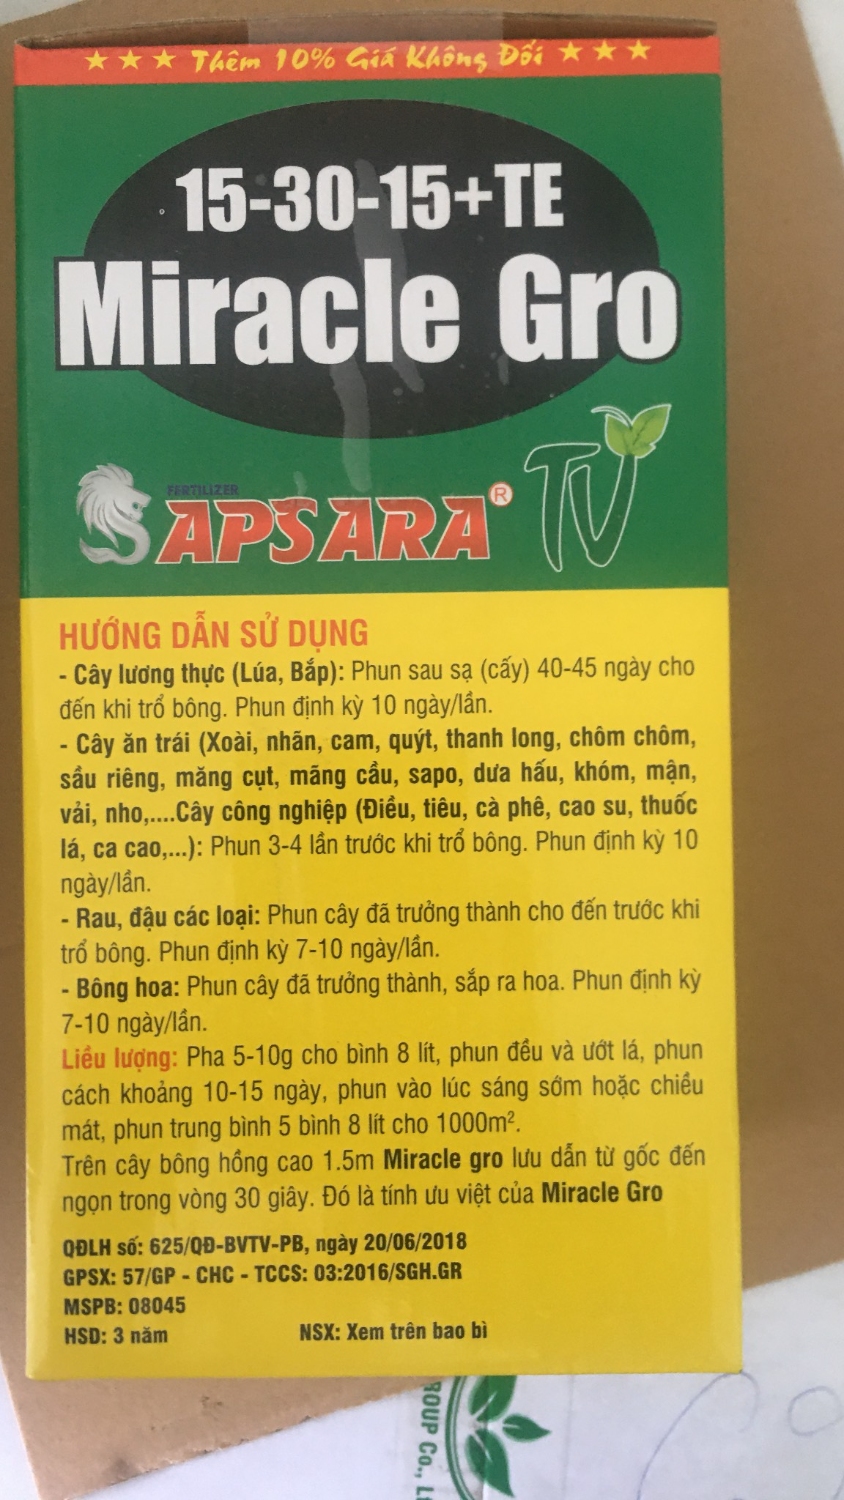 ★ ★ ★ Thêm 10% Giá Không Đổi ★ ★ ★
15-30-15+TE
Miracle Gro
FERTILIZER
APSARA® TV
HƯỚNG DẪN SỬ DỤNG
- Cây lương thực (Lúa, Bắp): Phun sau sạ (cấy) 40-45 ngày cho
đến khi trổ bông. Phun định kỳ 10 ngày/lần.
- Cây ăn trái (Xoài, nhãn, cam, quýt, thanh long, chôm chôm,
sầu riêng, măng cụt, mãng cầu, sapo, dưa hấu, khóm, mận,
vải, nho,....Cây công nghiệp (Điều, tiêu, cà phê, cao su, thuốc
lá, ca cao,...): Phun 3-4 lần trước khi trổ bông. Phun định kỳ 10
ngày/lần.
- Rau, đậu các loại: Phun cây đã trưởng thành cho đến trước khi
trổ bông. Phun định kỳ 7-10 ngày/lần.
- Bông hoa: Phun cây đã trưởng thành, sắp ra hoa. Phun định kỳ
7-10 ngày/lần.
Liều lượng: Pha 5-10g cho bình 8 lít, phun đều và ướt lá, phun
cách khoảng 10-15 ngày, phun vào lúc sáng sớm hoặc chiều
mát, phun trung bình 5 bình 8 lít cho 1000m².
Trên cây bông hồng cao 1.5m Miracle gro lưu dẫn từ gốc đến
ngọn trong vòng 30 giây. Đó là tính ưu việt của Miracle Gro
QĐLH số: 625/QĐ-BVTV-PB, ngày 20/06/2018
GPSX: 57/GP - CHC - TCCS: 03:2016/SGH.GR
MSPB: 08045
HSD: 3 năm NSX: Xem trên bao bì
Co.,